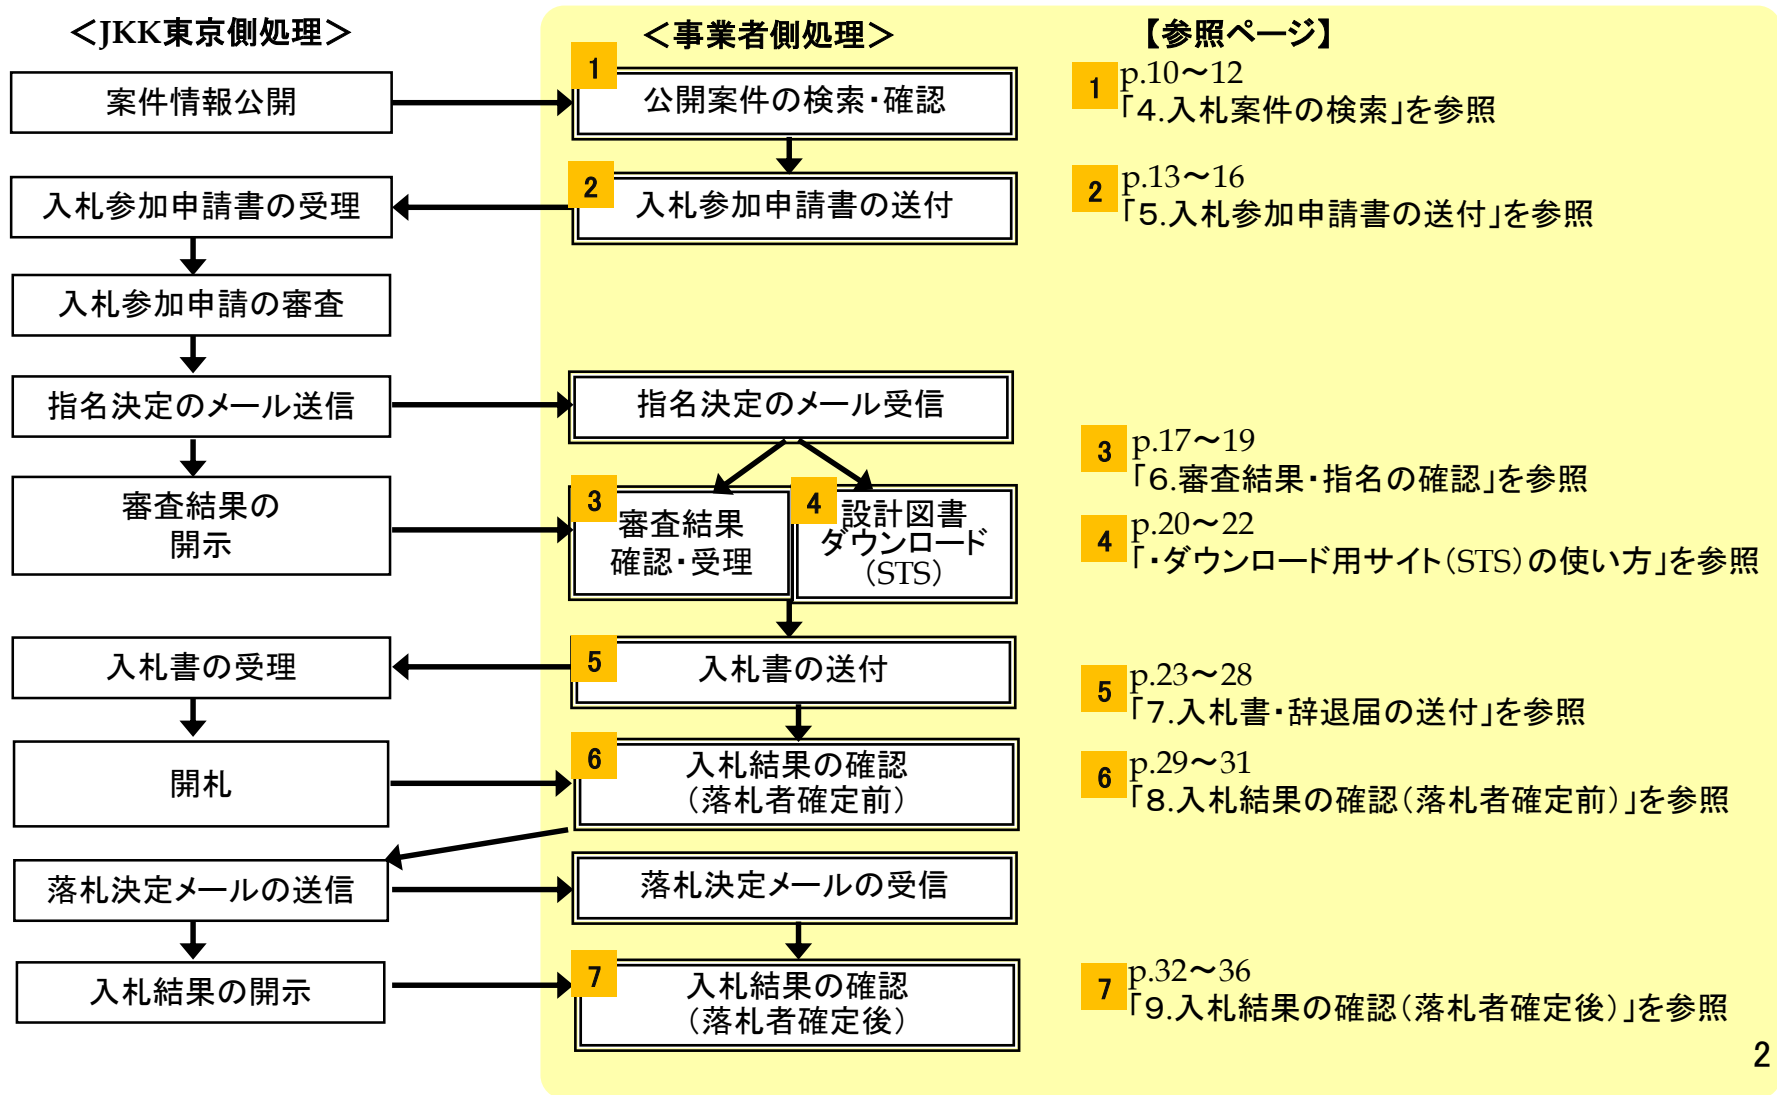 ＜JKK東京側処理＞
＜事業者側処理＞
【参照ページ】
案件情報公開
1
公開案件の検索・確認
1
p.10～12
「４.入札案件の検索」を参照
入札参加申請書の受理
2
入札参加申請書の送付
2
p.13～16
「５.入札参加申請書の送付」を参照
入札参加申請の審査
指名決定のメール送信
指名決定のメール受信
審査結果の
開示
3
審査結果
確認・受理
4
設計図書
ダウンロード
（STS）
3
p.17～19
「６.審査結果・指名の確認」を参照
4
p.20～22
「・ダウンロード用サイト（STS）の使い方」を参照
入札書の受理
5
入札書の送付
5
p.23～28
「７.入札書・辞退届の送付」を参照
開札
6
入札結果の確認
（落札者確定前）
6
p.29～31
「８.入札結果の確認（落札者確定前）」を参照
落札決定メールの送信
落札決定メールの受信
入札結果の開示
7
入札結果の確認
（落札者確定後）
7
p.32～36
「９.入札結果の確認（落札者確定後）」を参照
2